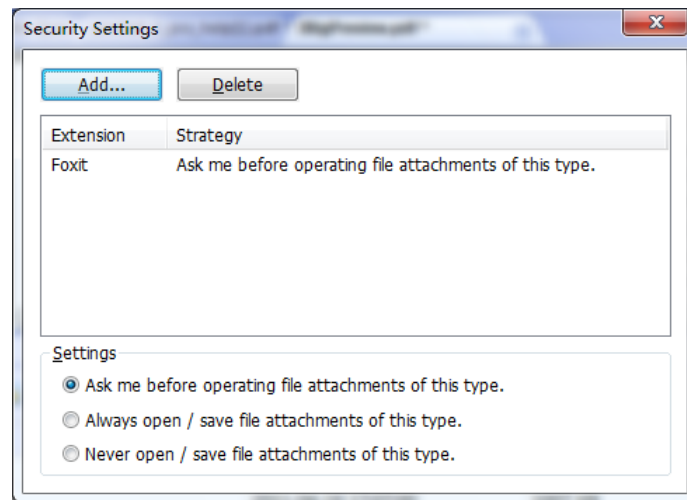 Security Settings
Add...
Delete
Extension Strategy
Foxit Ask me before operating file attachments of this type.
Settings
Ask me before operating file attachments of this type.
Always open / save file attachments of this type.
Never open / save file attachments of this type.